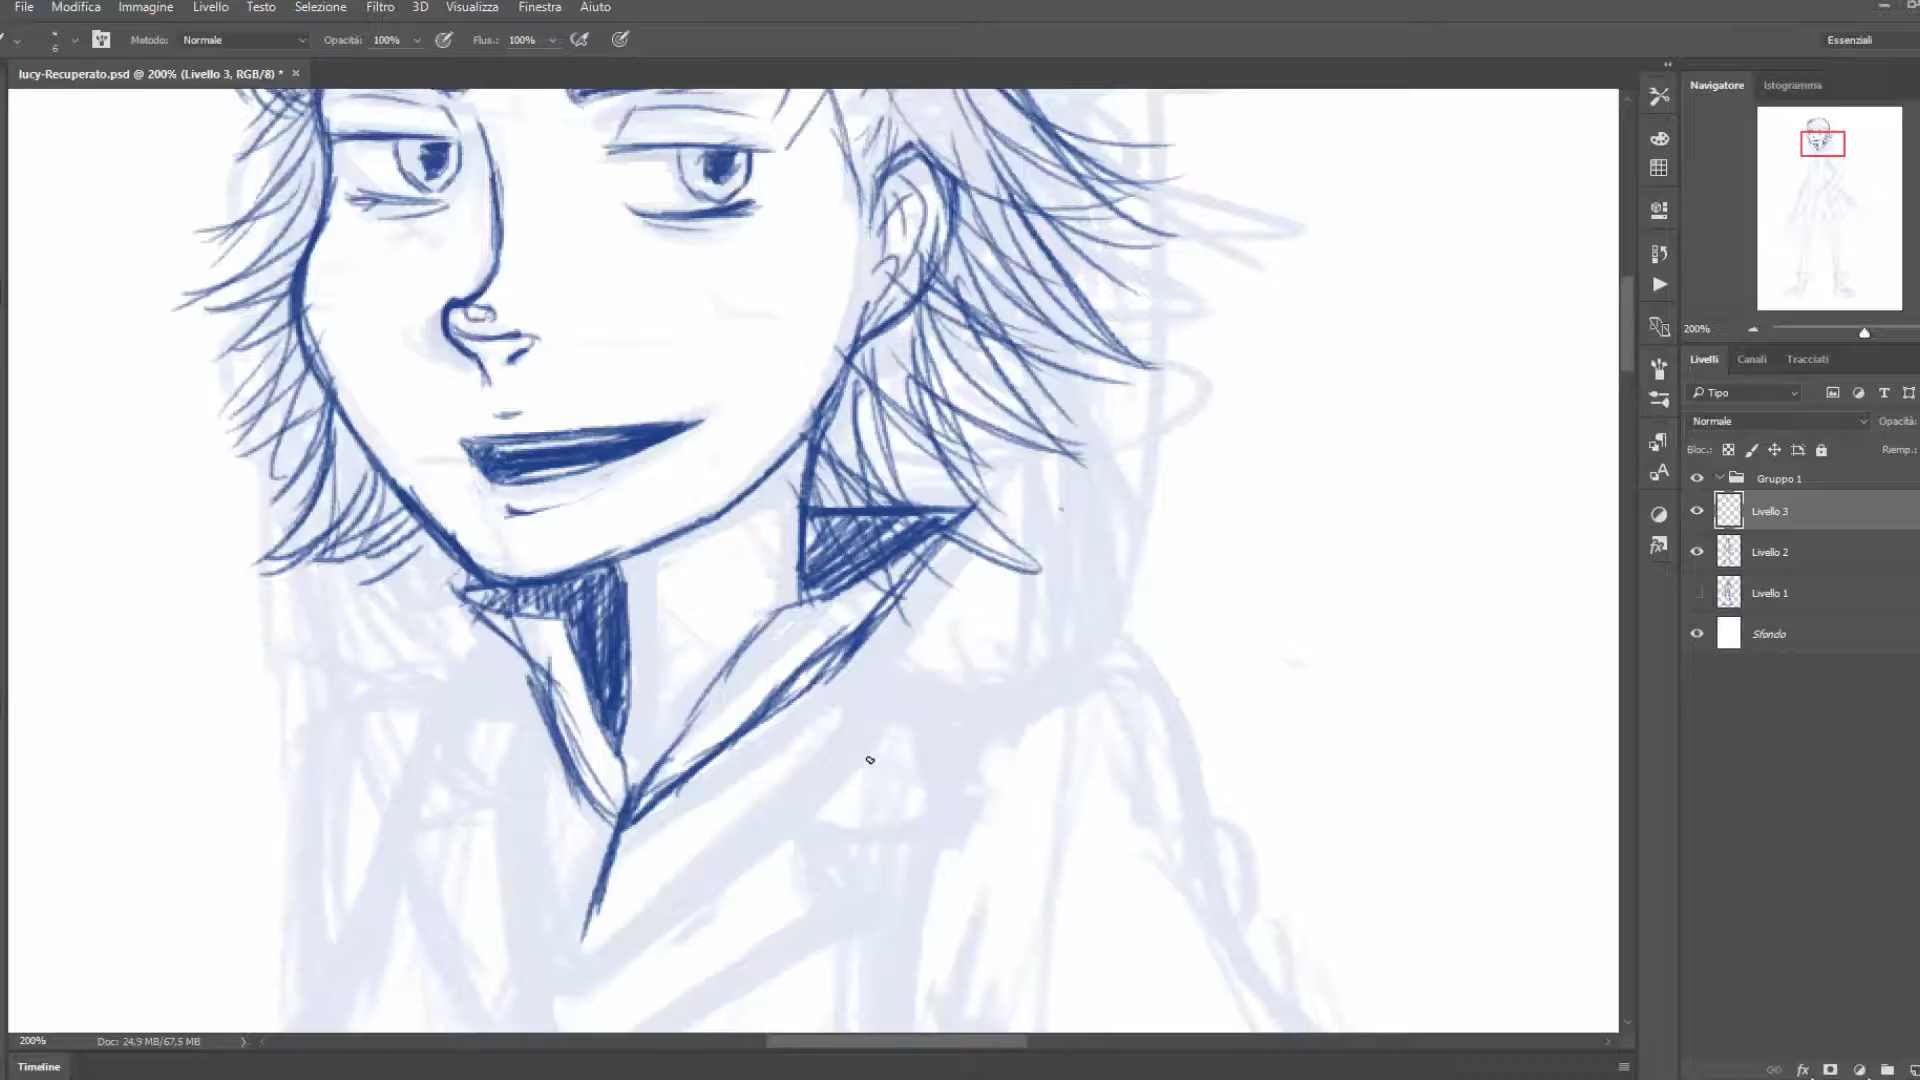 File Modifica Immagine Livello Testo Selezione Filtro 3D Visualizza Finestra Aiuto
6 Metodo: Normale Opacità: 100% Flus.: 100% Essenziali
lucy-Recuperato.psd @ 200% (Livello 3, RGB/8) * ×
Navigatore Istogramma
200%
Livelli Canali Tracciati
Tipo
Normale Opacità:
Bloc.: Riemp.:
Gruppo 1
Livello 3
Livello 2
Livello 1
Sfondo
200% Doc: 24,9 MB/67,5 MB
Timeline
fx